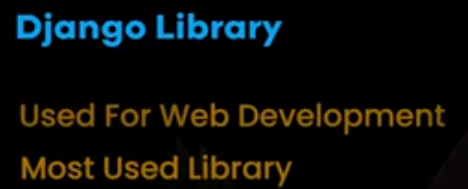 Django Library
Used For Web Development
Most Used Library